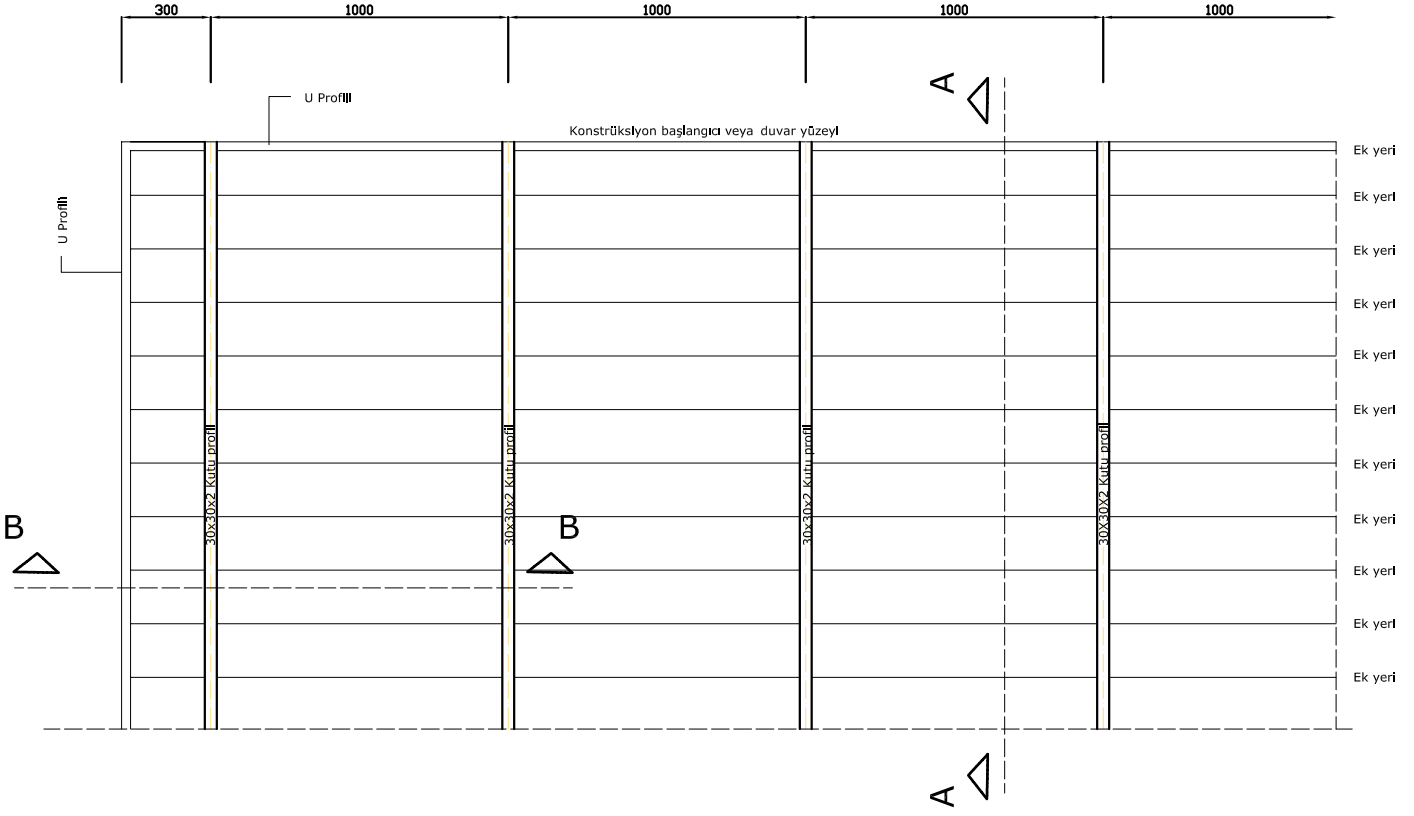 300
1000
1000
1000
1000
A
U Profili
Konstrüksiyon başlangıcı veya duvar yüzeyi
Ek yeri
U Profili
Ek yeri
Ek yeri
Ek yeri
Ek yeri
Ek yeri
30x30x2 Kutu profil
30x30x2 Kutu profil
30x30x2 Kutu profil
30X30X2 Kutu profil
Ek yeri
B
B
Ek yeri
Ek yeri
Ek yeri
Ek yeri
A